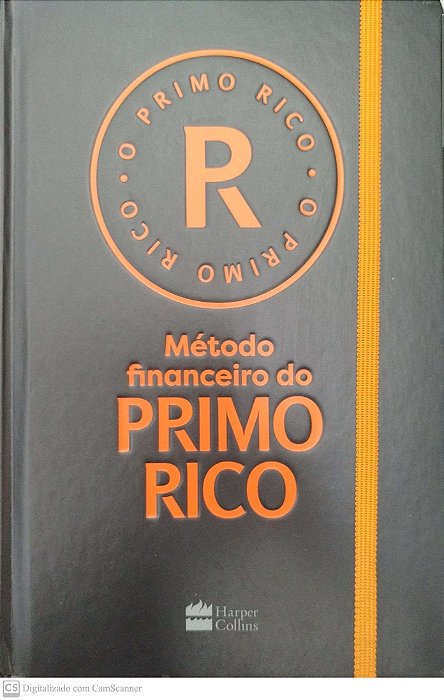 O PRIMO RICO • O PRIMO RICO •
R
Método
financeiro do
PRIMO
RICO
Harper
Collins
CS Digitalizado com CamScanner